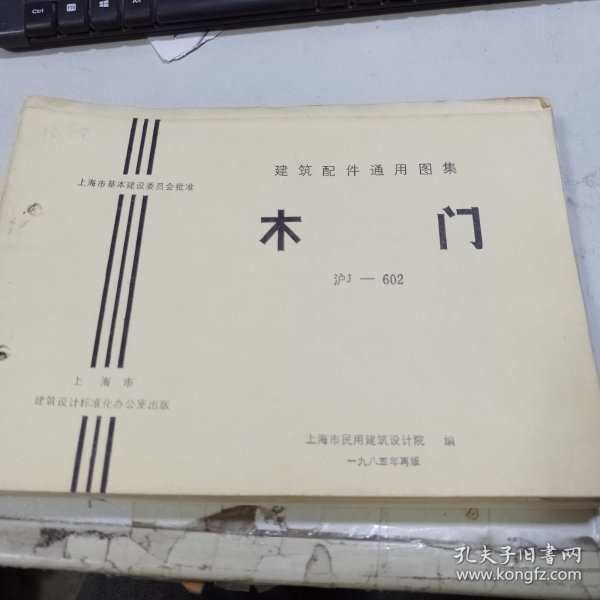 Ctrl
Alt
上海市基本建设委员会批准
上海市
建筑设计标准化办公室出版
建筑配件通用图集
木门
沪J—602
上海市民用建筑设计院 编
一九八五年再版
孔夫子旧书网
www.kongfz.com